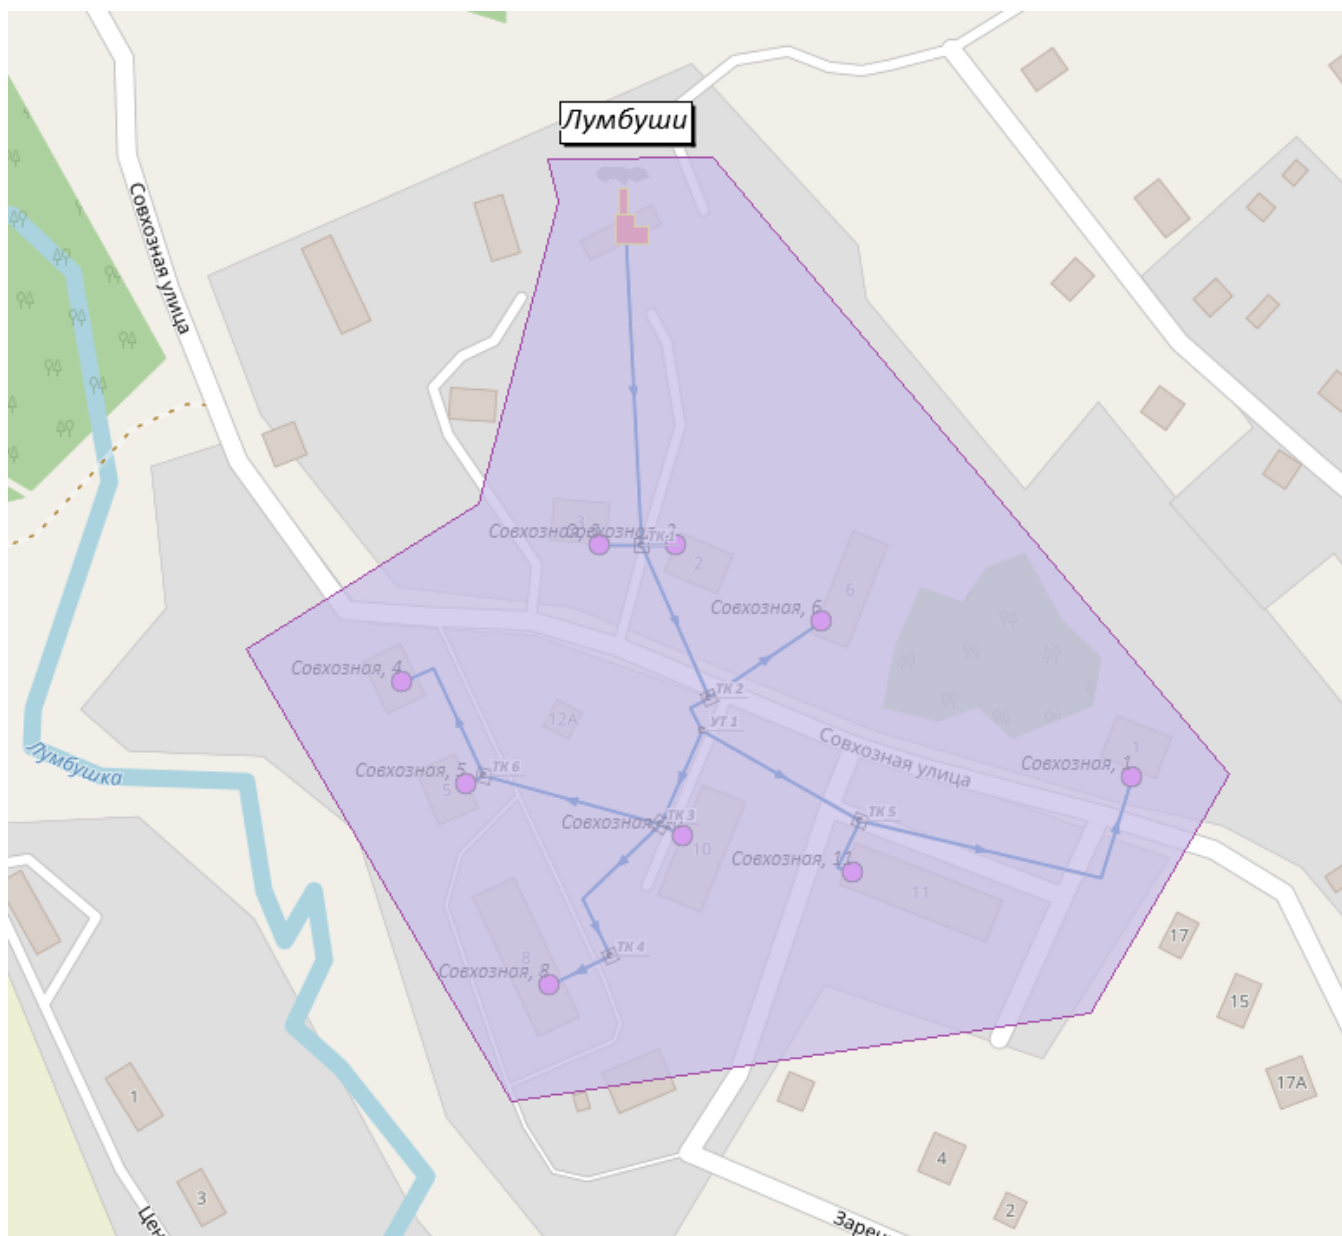 Лумбуши
Совхозная улица
3
Совхозная, 3
Совхозная, 2
ТК 1
2
6
Совхозная, 6
Совхозная, 4
ТК 2
12А
УТ 1
Совхозная улица
1
Совхозная, 1
Лумбушка
Совхозная, 5
ТК 6
5
Совхозная,
ТК 3
ТК 5
10
Совхозная, 11
11
ТК 4
8
Совхозная, 8
17
15
17А
1
4
3
2
Цен
Заречн